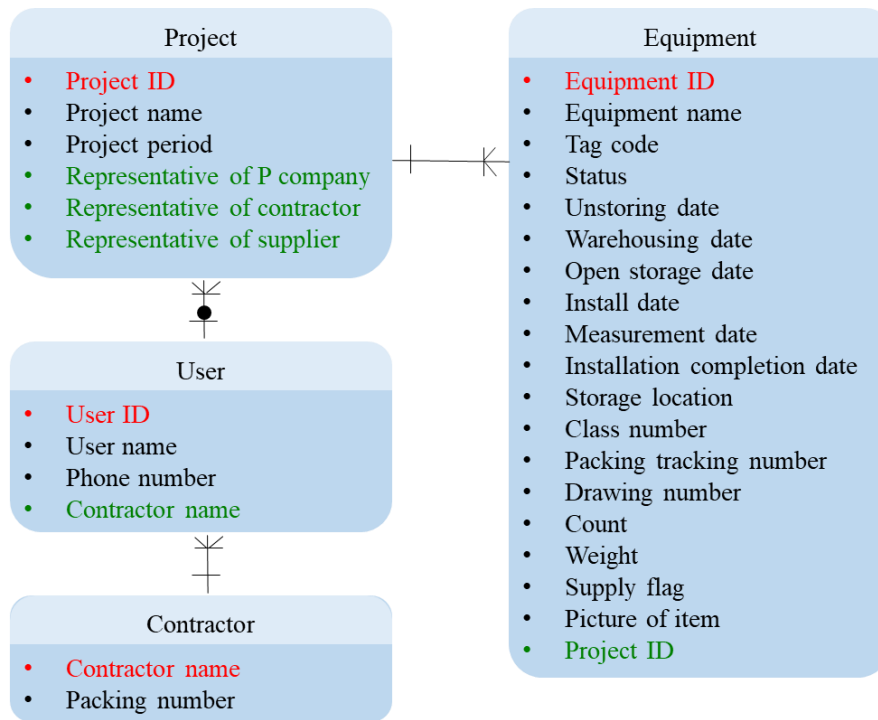 Project
• Project ID
• Project name
• Project period
• Representative of P company
• Representative of contractor
• Representative of supplier
User
• User ID
• User name
• Phone number
• Contractor name
Contractor
• Contractor name
• Packing number
Equipment
• Equipment ID
• Equipment name
• Tag code
• Status
• Unstoring date
• Warehousing date
• Open storage date
• Install date
• Measurement date
• Installation completion date
• Storage location
• Class number
• Packing tracking number
• Drawing number
• Count
• Weight
• Supply flag
• Picture of item
• Project ID